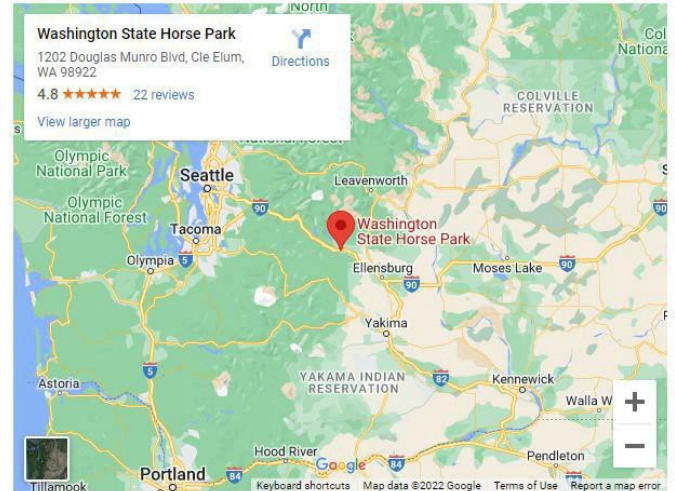 North
Washington State Horse Park
1202 Douglas Munro Blvd, Cle Elum,
WA 98922
4.8 ★★★★★ 22 reviews
View larger map
Directions
Col
Nationa
COLVILLE
RESERVATION
National Forest
Olympic
National Park
Seattle
Leavenworth
Olympic
National Forest
90
90
Washington
State Horse Park
Tacoma
Olympia
5
Ellensburg
Moses Lake
90
90
Yakima
5
YAKAMA INDIAN
RESERVATION
82
Kennewick
Astoria
Walla W
+
−
Hood River
Google
84
Pendleton
Portland
84
Tillamook
Keyboard shortcuts Map data ©2022 Google Terms of Use Report a map error